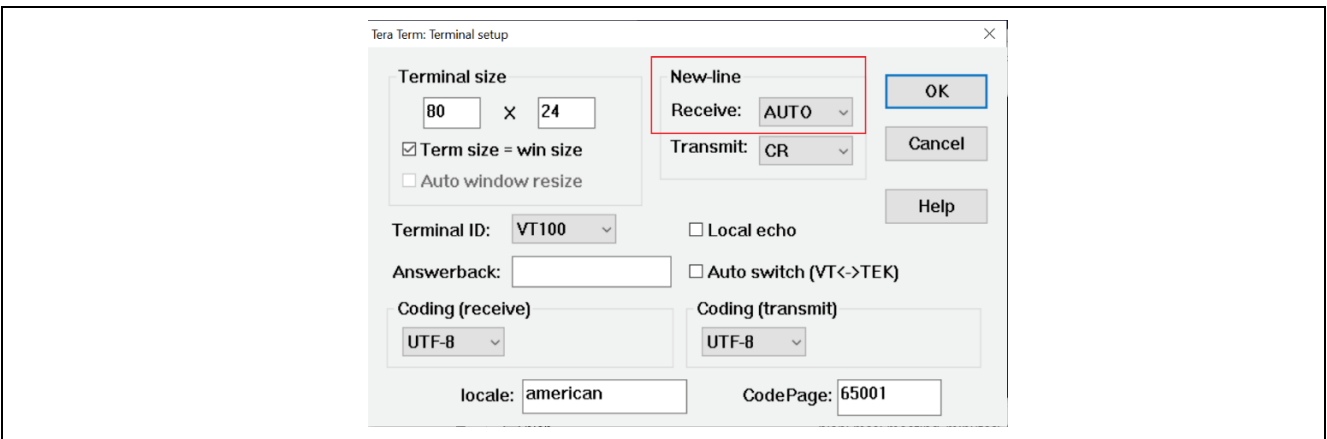 Tera Term: Terminal setup
Terminal size
80 X 24
Term size = win size
Auto window resize
New-line
Receive: AUTO
Transmit: CR
OK
Cancel
Help
Terminal ID: VT100
Local echo
Answerback:
Auto switch (VT<->TEK)
Coding (receive)
UTF-8
Coding (transmit)
UTF-8
locale: american
CodePage: 65001